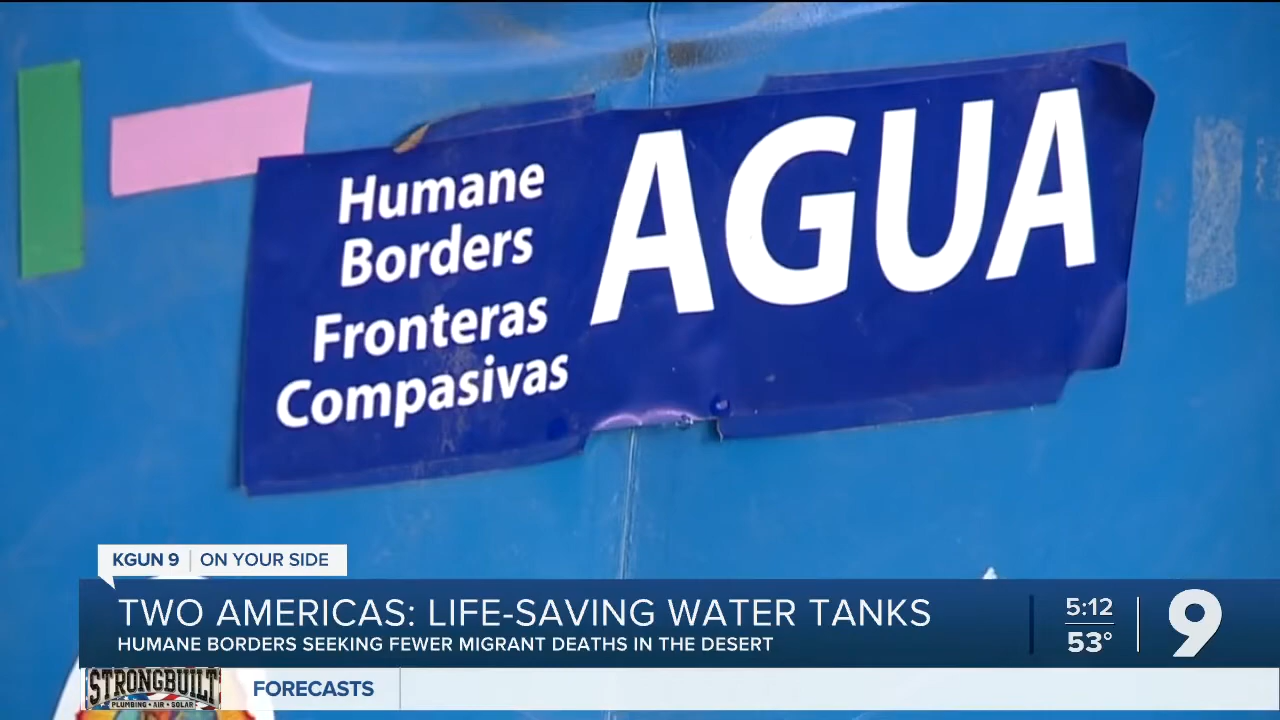 Humane
Borders
Fronteras
Compasivas
AGUA
KGUN 9 | ON YOUR SIDE
TWO AMERICAS: LIFE-SAVING WATER TANKS
HUMANE BORDERS SEEKING FEWER MIGRANT DEATHS IN THE DESERT
5:12
53°
9
STRONGBUILT
PLUMBING • AIR • SOLAR
FORECASTS